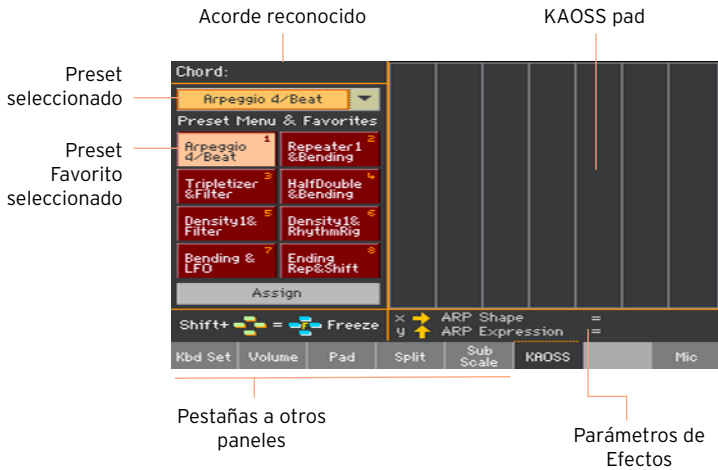 Acorde reconocido
KAOSS pad
Preset
seleccionado
Preset
Favorito
seleccionado
Chord:
Arpeggio 4/Beat
Preset Menu & Favorites
Arpeggio
4/Beat
1
Repeater1
&Bending
2
Tripletizer
&Filter
3
HalfDouble
&Bending
4
Density1&
Filter
5
Density1&
RhythmRig
6
Bending &
LFO
7
Ending
Rep&Shift
8
Assign
Shift+ = F Freeze
x ARP Shape =
y ARP Expression =
Kbd Set
Volume
Pad
Split
Sub
Scale
KAOSS
Mic
Pestañas a otros
paneles
Parámetros de
Efectos